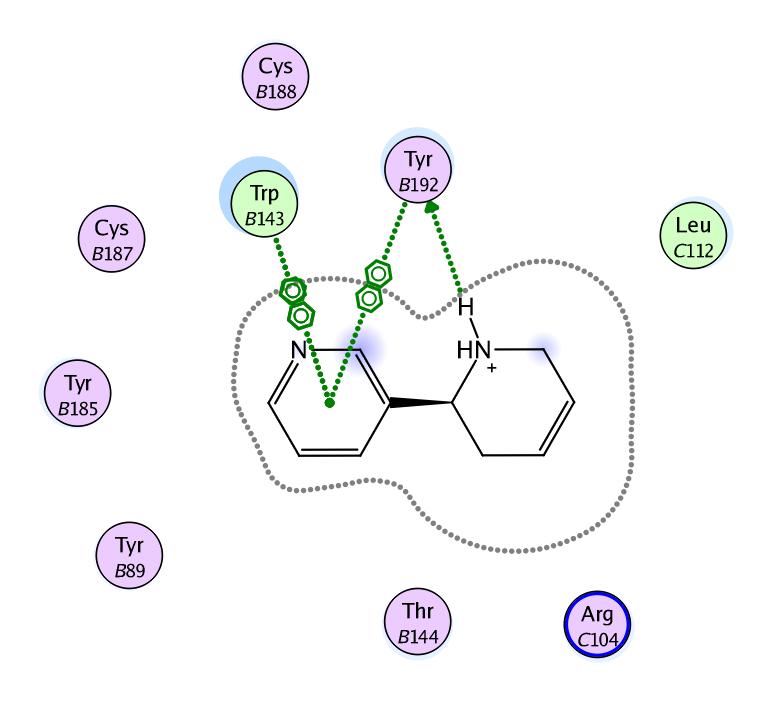 Cys
B188
Tyr
B192
Trp
B143
Cys
B187
Leu
C112
H
N
HN
+
Tyr
B185
Tyr
B89
Thr
B144
Arg
C104